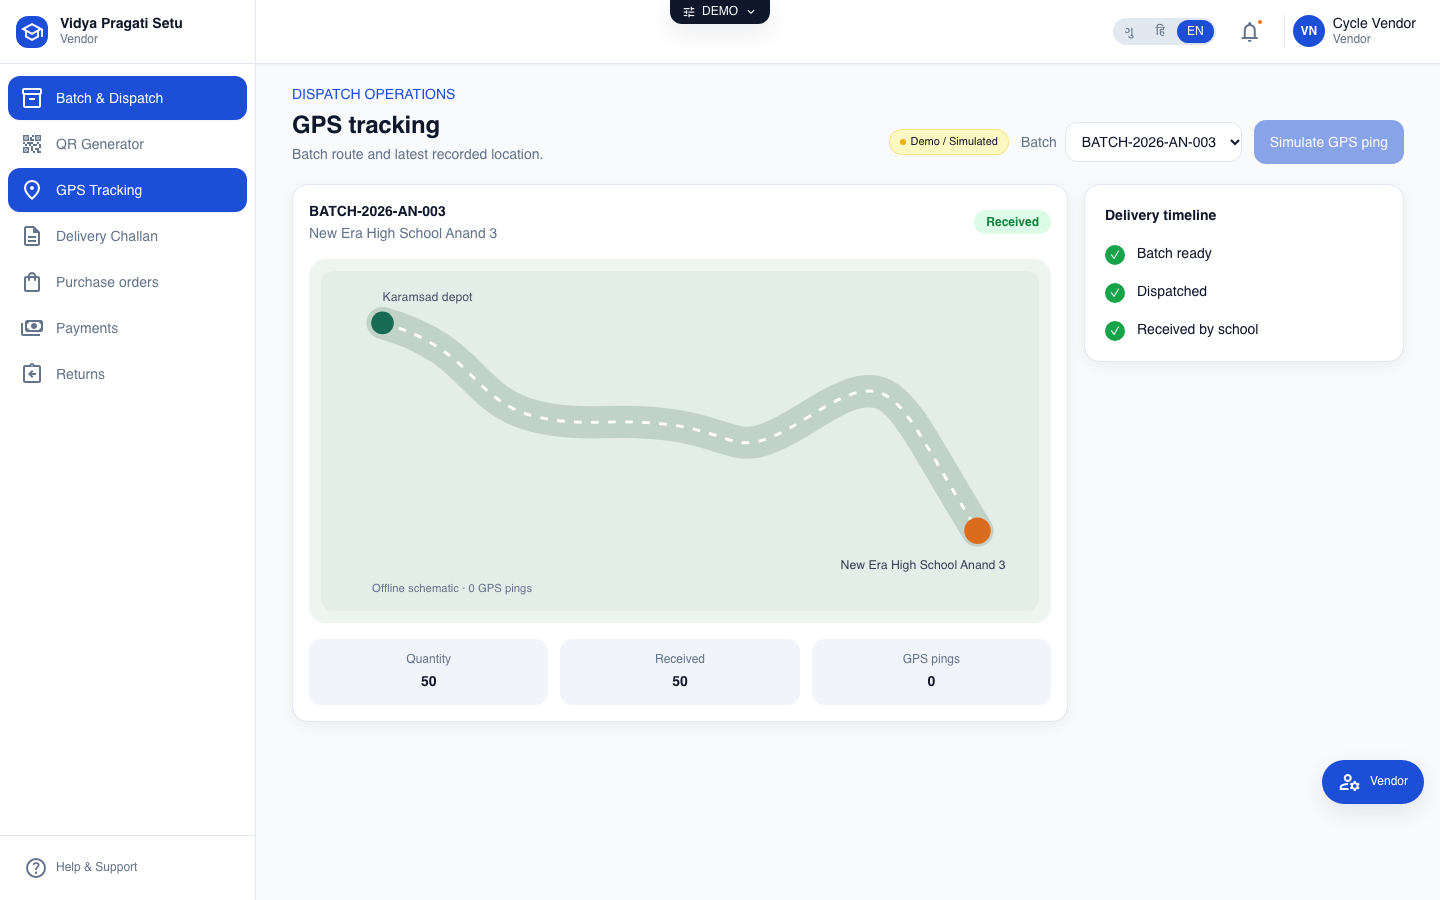 Vidya Pragati Setu
Vendor
DEMO
ગુ
हि
EN
VN
Cycle Vendor
Vendor
Batch & Dispatch
QR Generator
GPS Tracking
Delivery Challan
Purchase orders
Payments
Returns
Help & Support
DISPATCH OPERATIONS
GPS tracking
Batch route and latest recorded location.
Demo / Simulated
Batch
BATCH-2026-AN-003
Simulate GPS ping
BATCH-2026-AN-003
New Era High School Anand 3
Received
Karamsad depot
New Era High School Anand 3
Offline schematic · 0 GPS pings
Quantity
50
Received
50
GPS pings
0
Delivery timeline
Batch ready
Dispatched
Received by school
Vendor